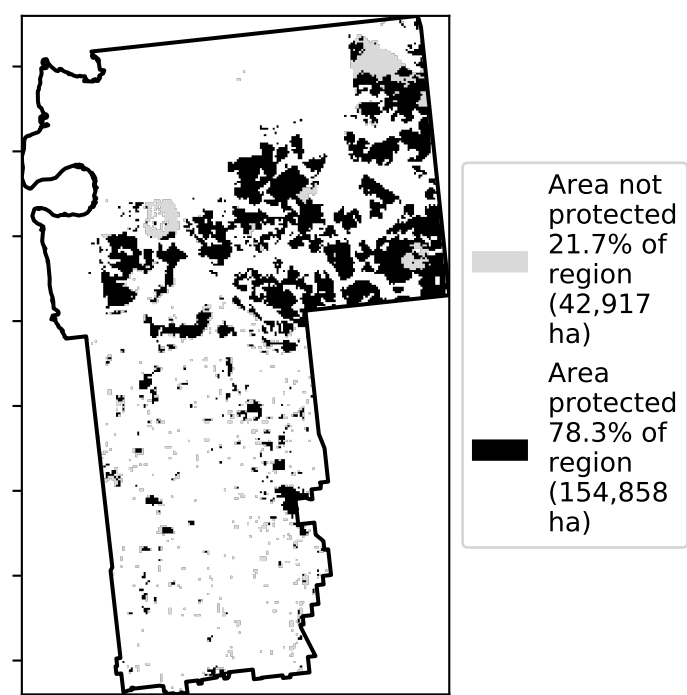 Area not
protected
21.7% of
region
(42,917
ha)
Area
protected
78.3% of
region
(154,858
ha)